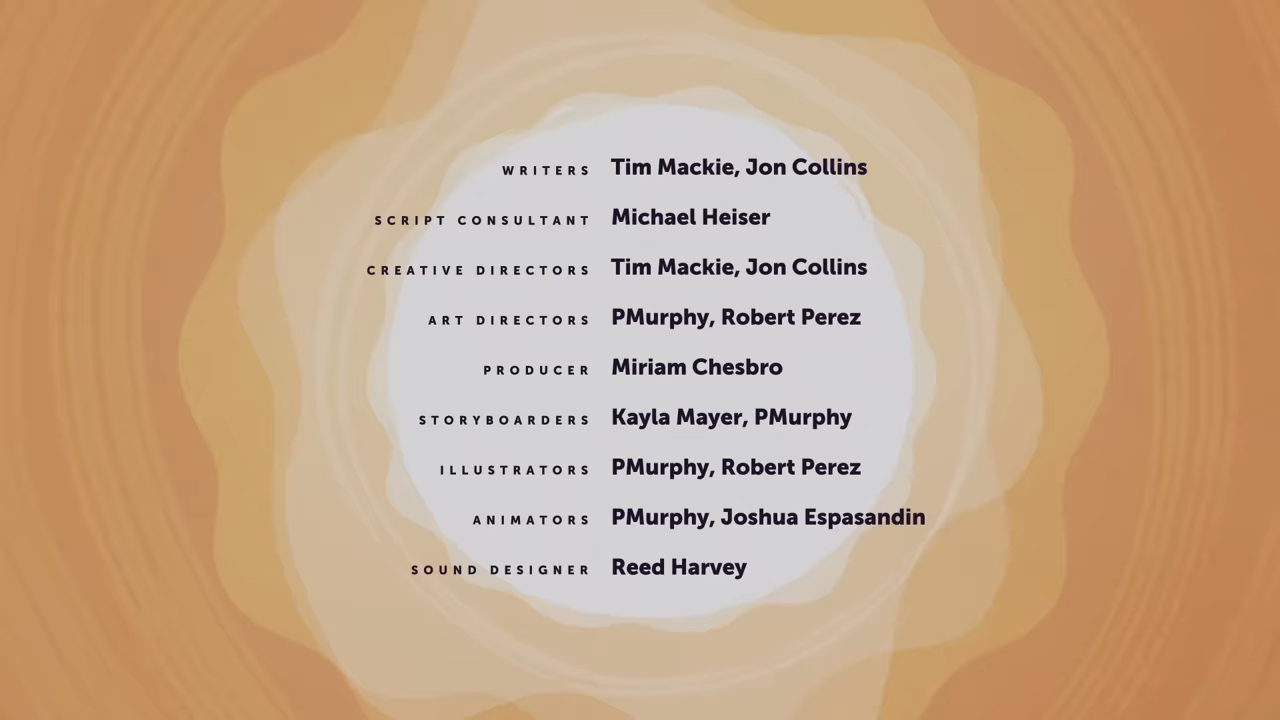 WRITERS Tim Mackie, Jon Collins
SCRIPT CONSULTANT Michael Heiser
CREATIVE DIRECTORS Tim Mackie, Jon Collins
ART DIRECTORS PMurphy, Robert Perez
PRODUCER Miriam Chesbro
STORYBOARDERS Kayla Mayer, PMurphy
ILLUSTRATORS PMurphy, Robert Perez
ANIMATORS PMurphy, Joshua Espasandin
SOUND DESIGNER Reed Harvey